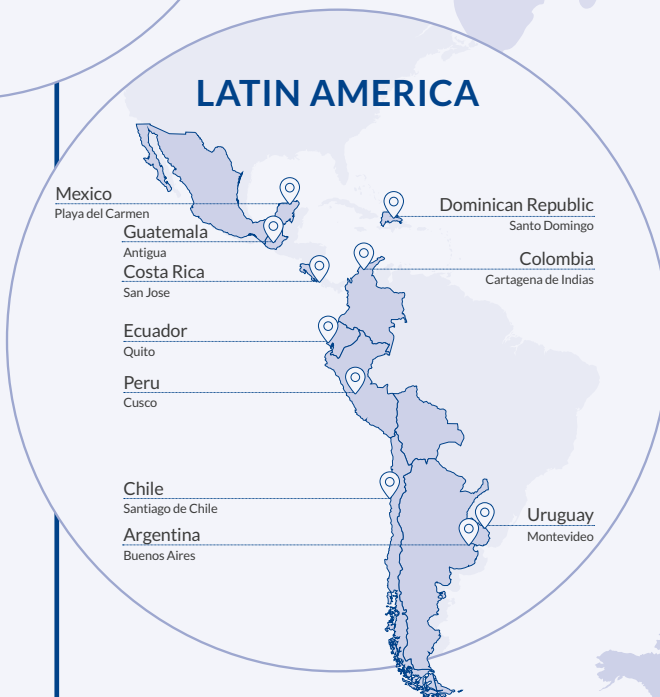 LATIN AMERICA
Mexico
Playa del Carmen
Guatemala
Antigua
Costa Rica
San Jose
Ecuador
Quito
Peru
Cusco
Chile
Santiago de Chile
Argentina
Buenos Aires
Dominican Republic
Santo Domingo
Colombia
Cartagena de Indias
Uruguay
Montevideo